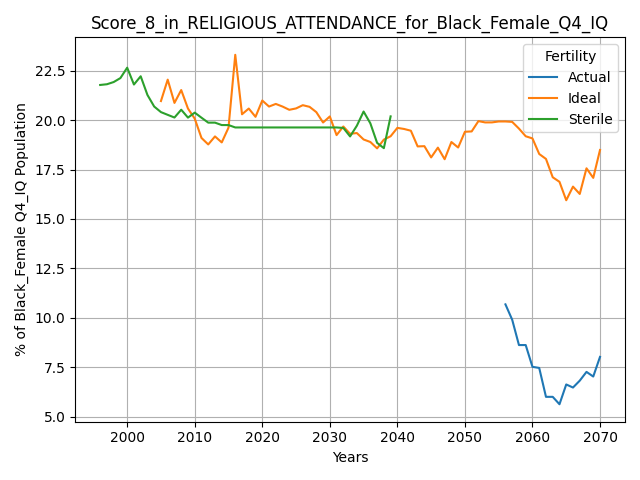 Score_8_in_RELIGIOUS_ATTENDANCE_for_Black_Female_Q4_IQ
% of Black_Female Q4_IQ Population
22.5
20.0
17.5
15.0
12.5
10.0
7.5
5.0
Fertility
Actual
Ideal
Sterile
2000 2010 2020 2030 2040 2050 2060 2070
Years